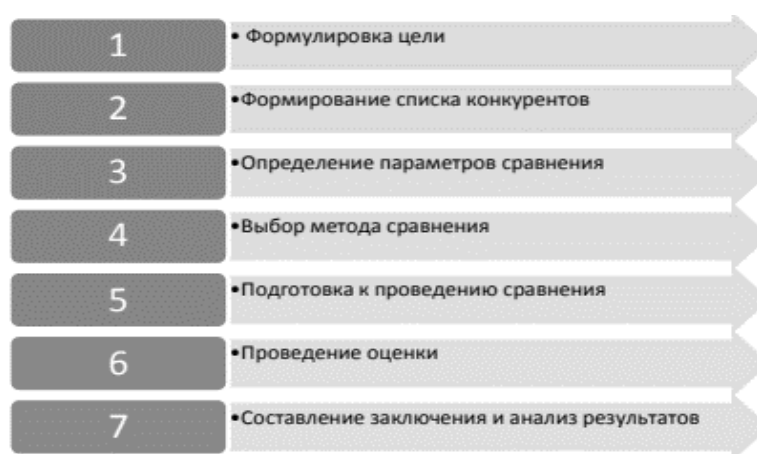 1
• Формулировка цели
2
•Формирование списка конкурентов
3
•Определение параметров сравнения
4
•Выбор метода сравнения
5
•Подготовка к проведению сравнения
6
•Проведение оценки
7
•Составление заключения и анализ результатов